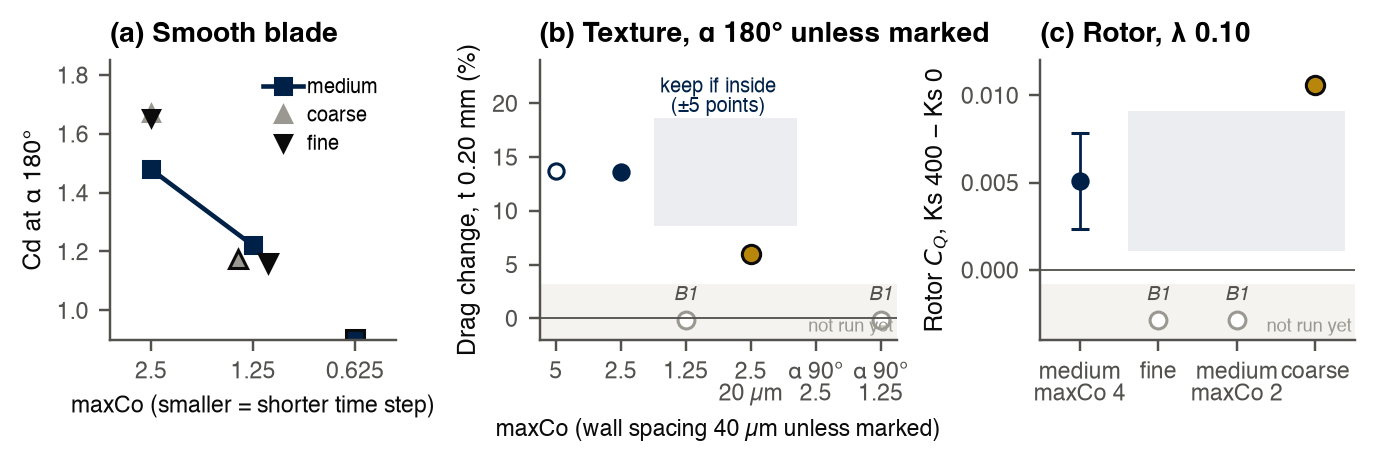 (a) Smooth blade
1.8
1.6
1.4
1.2
1.0
Cd at α 180°
medium
coarse
fine
2.5
1.25
0.625
maxCo (smaller = shorter time step)
(b) Texture, α 180° unless marked
Drag change, t 0.20 mm (%)
20
15
10
5
0
keep if inside
(±5 points)
B1
B1
not run yet
5
2.5
1.25
2.5
20 µm
α 90°
2.5
α 90°
1.25
maxCo (wall spacing 40 µm unless marked)
(c) Rotor, λ 0.10
Rotor C_Q, Ks 400 − Ks 0
0.010
0.005
0.000
B1
B1
not run yet
medium
maxCo 4
fine
medium
maxCo 2
coarse